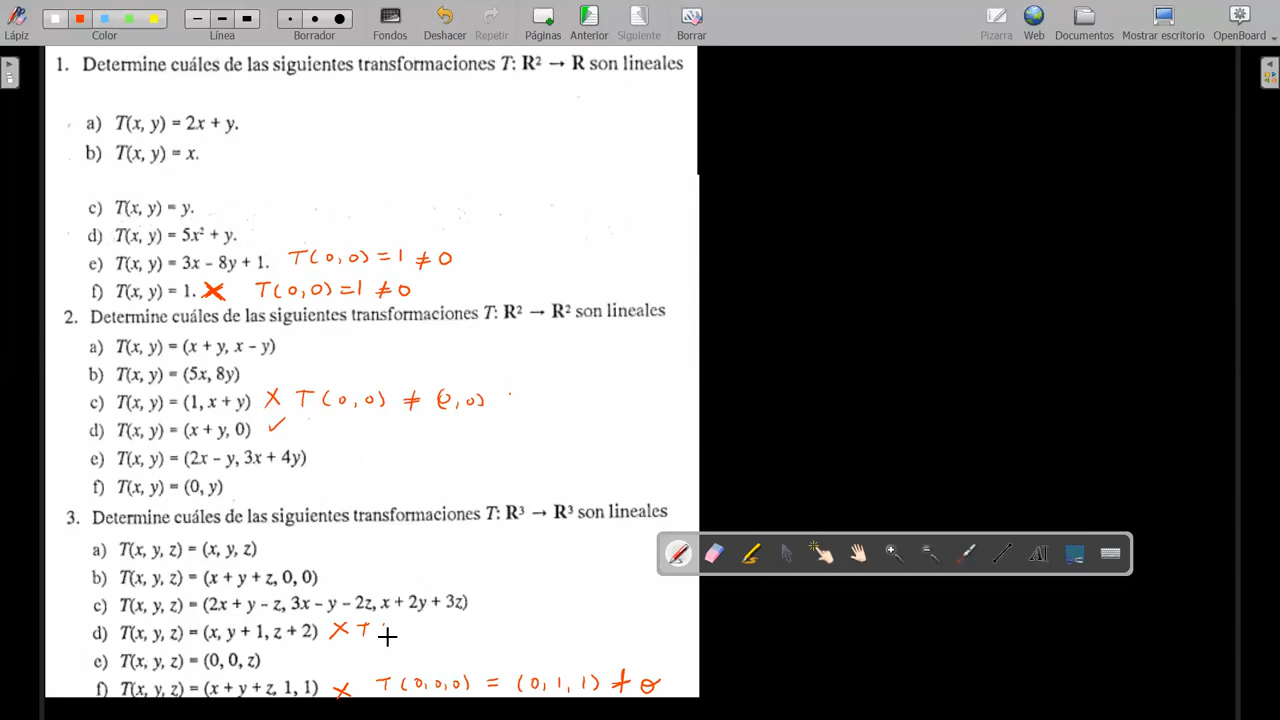 Lápiz
Color
Línea
Borrador
Fondos
Deshacer
Repetir
Páginas
Anterior
Siguiente
Borrar
Pizarra
Web
Documentos
Mostrar escritorio
OpenBoard
1. Determine cuáles de las siguientes transformaciones T: R² → R son lineales
a) T(x, y) = 2x + y.
b) T(x, y) = x.
c) T(x, y) = y.
d) T(x, y) = 5x² + y.
e) T(x, y) = 3x – 8y + 1. T(0,0) = 1 ≠ 0
f) T(x, y) = 1. X T(0,0) = 1 ≠ 0
2. Determine cuáles de las siguientes transformaciones T: R² → R² son lineales
a) T(x, y) = (x + y, x – y)
b) T(x, y) = (5x, 8y)
c) T(x, y) = (1, x + y) X T(0,0) ≠ (0,0)
d) T(x, y) = (x + y, 0) ✓
e) T(x, y) = (2x – y, 3x + 4y)
f) T(x, y) = (0, y)
3. Determine cuáles de las siguientes transformaciones T: R³ → R³ son lineales
a) T(x, y, z) = (x, y, z)
b) T(x, y, z) = (x + y + z, 0, 0)
c) T(x, y, z) = (2x + y – z, 3x – y – 2z, x + 2y + 3z)
d) T(x, y, z) = (x, y + 1, z + 2) X T
e) T(x, y, z) = (0, 0, z)
f) T(x, y, z) = (x + y + z, 1, 1) X T(0,0,0) = (0,1,1) ≠ 0
AI